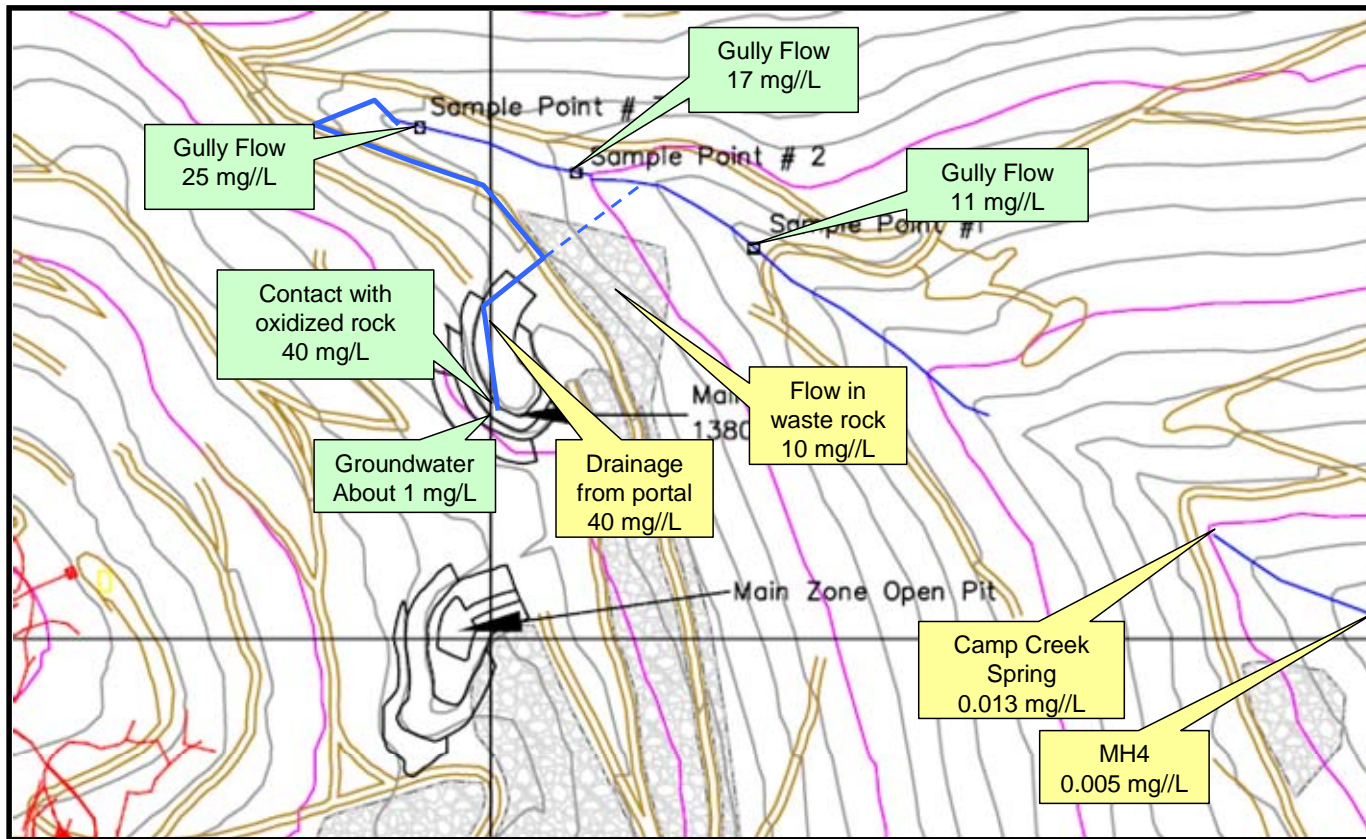 Gully Flow
17 mg//L
Sample Point #
Gully Flow
25 mg//L
Sample Point # 2
Gully Flow
11 mg//L
Sample Point #1
Contact with
oxidized rock
40 mg/L
Groundwater
About 1 mg/L
Drainage
from portal
40 mg//L
1380
Flow in
waste rock
10 mg//L
Main Zone Open Pit
Camp Creek
Spring
0.013 mg//L
MH4
0.005 mg//L